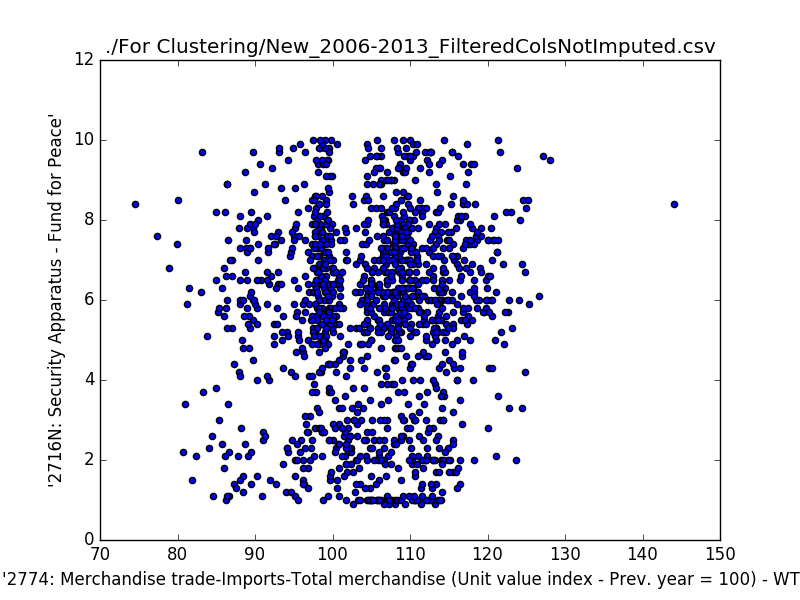 ./For Clustering/New_2006-2013_FilteredColsNotImputed.csv
'2716N: Security Apparatus - Fund for Peace'
12
10
8
6
4
2
0
70 80 90 100 110 120 130 140 150
'2774: Merchandise trade-Imports-Total merchandise (Unit value index - Prev. year = 100) - WT